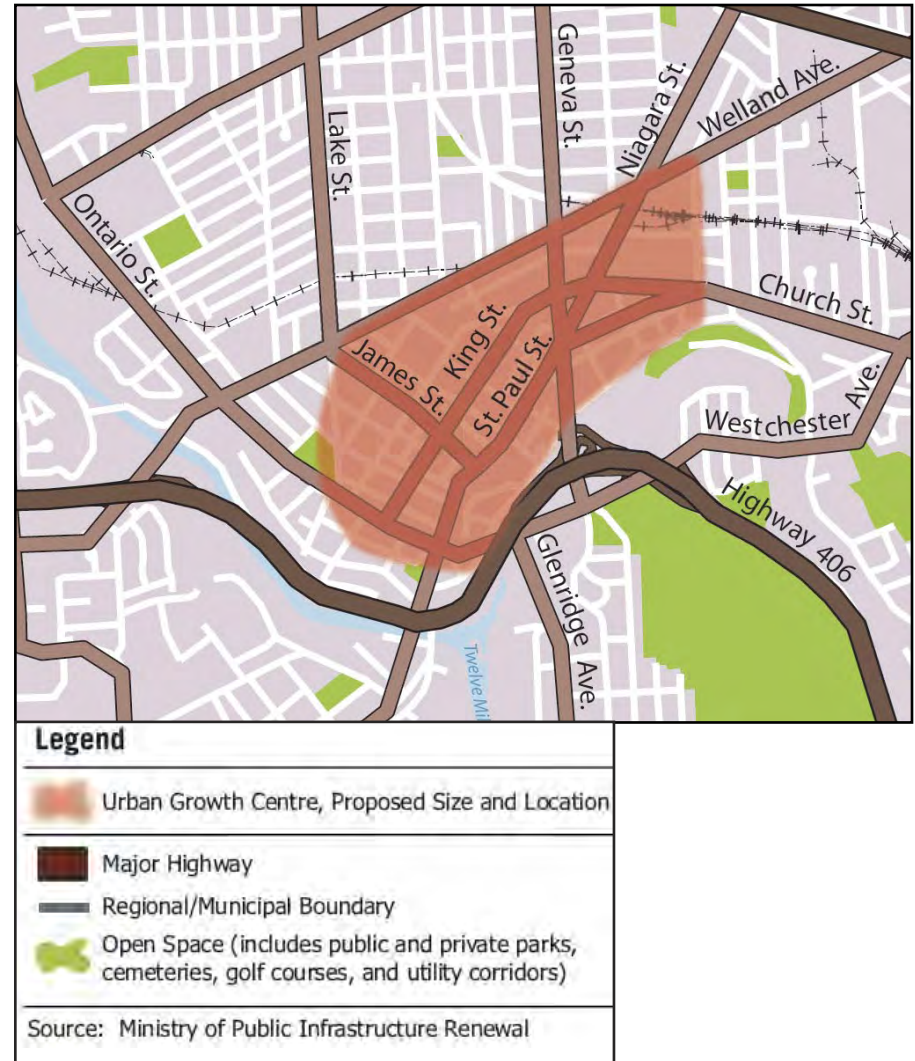 Geneva St.
Niagara St.
Welland Ave.
Lake St.
Ontario St.
King St.
James St.
St. Paul St.
Church St.
Westchester
Ave.
Highway 406
Glenridge Ave.
Twelve Mil
Legend
Urban Growth Centre, Proposed Size and Location
Major Highway
Regional/Municipal Boundary
Open Space (includes public and private parks,
cemeteries, golf courses, and utility corridors)
Source: Ministry of Public Infrastructure Renewal